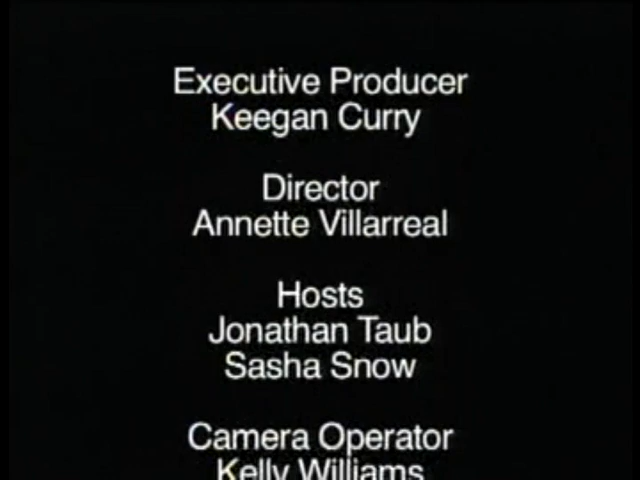 Executive Producer
Keegan Curry
Director
Annette Villarreal
Hosts
Jonathan Taub
Sasha Snow
Camera Operator
Kelly Williams